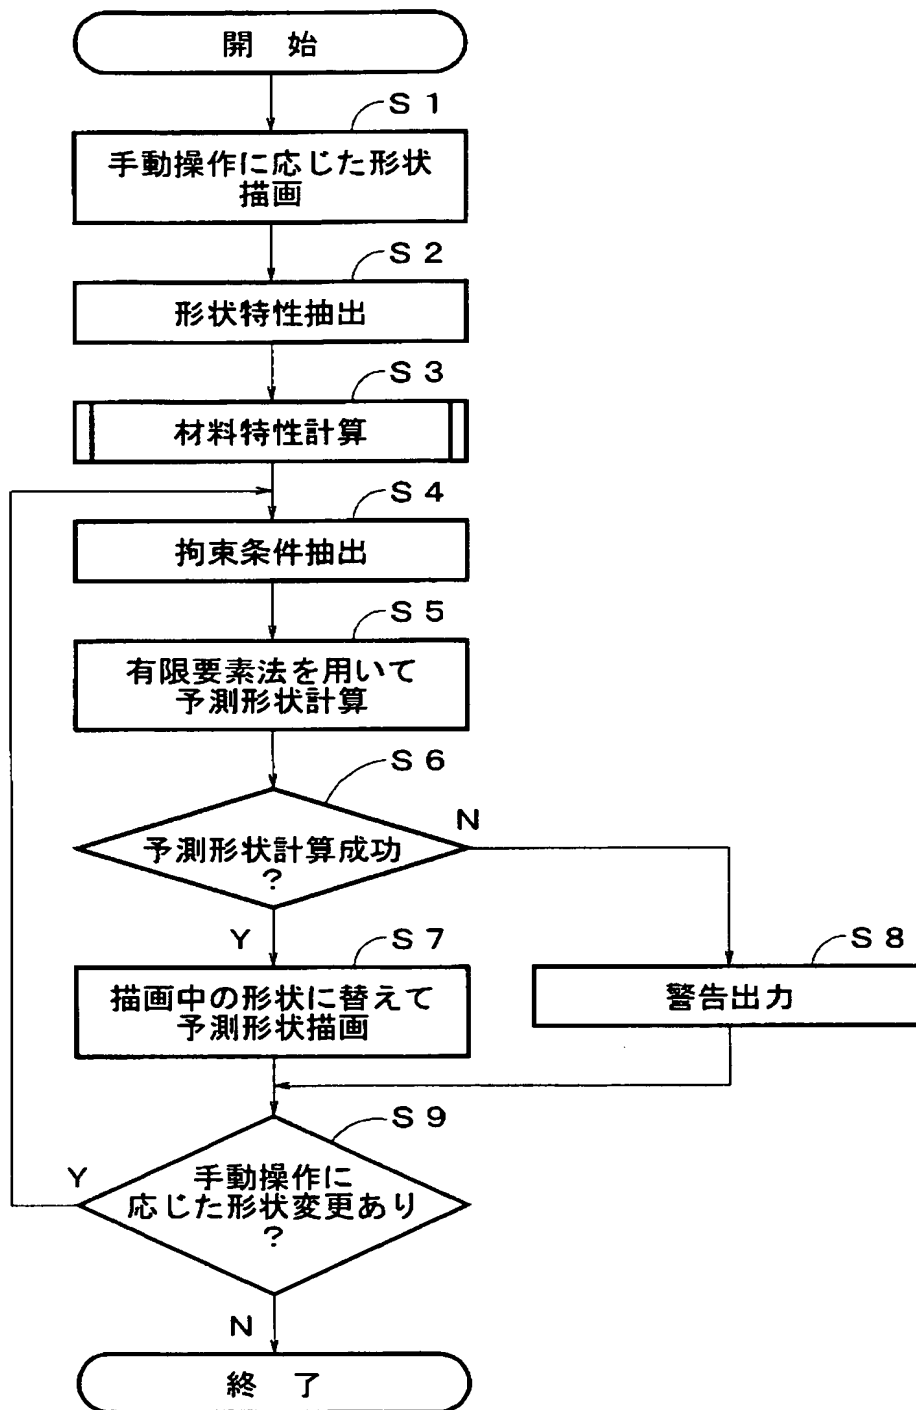 開 始
S1
手動操作に応じた形状
描画
S2
形状特性抽出
S3
材料特性計算
S4
拘束条件抽出
S5
有限要素法を用いて
予測形状計算
S6
予測形状計算成功
?
N
Y
S7
描画中の形状に替えて
予測形状描画
S8
警告出力
S9
手動操作に
応じた形状変更あり
?
Y
N
終 了